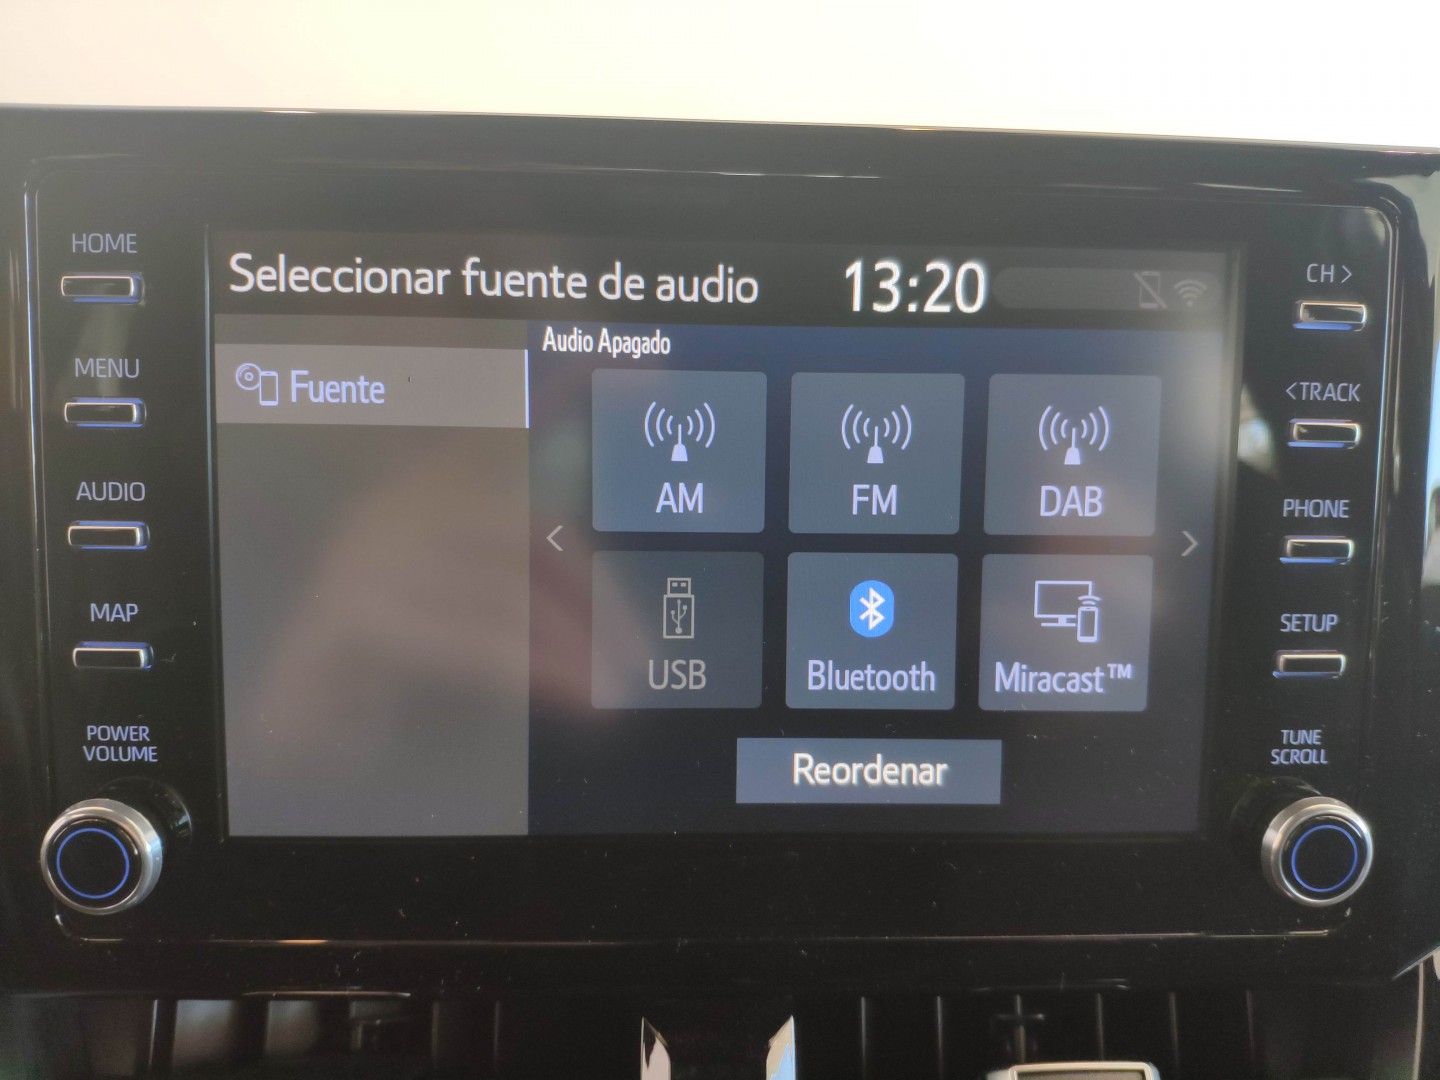 HOME
MENU
AUDIO
MAP
POWER
VOLUME
Seleccionar fuente de audio
13:20
Fuente
Audio Apagado
AM
FM
DAB
USB
Bluetooth
Miracast™
Reordenar
CH >
<TRACK
PHONE
SETUP
TUNE
SCROLL